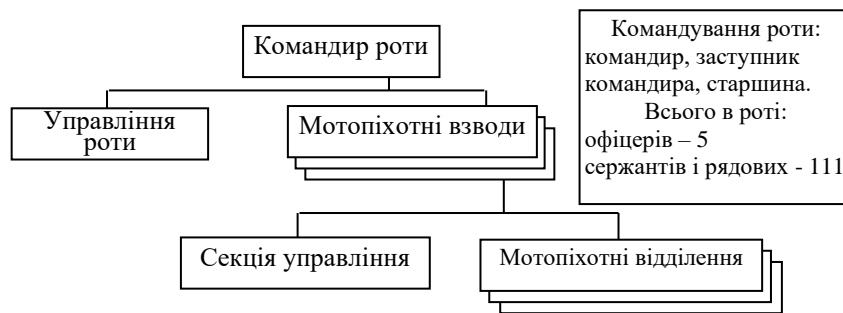 Командир роти
Управління
роти
Мотопіхотні взводи
Секція управління
Мотопіхотні відділення
Командування роти:
командир, заступник
командира, старшина.
Всього в роті:
офіцерів – 5
сержантів і рядових - 111